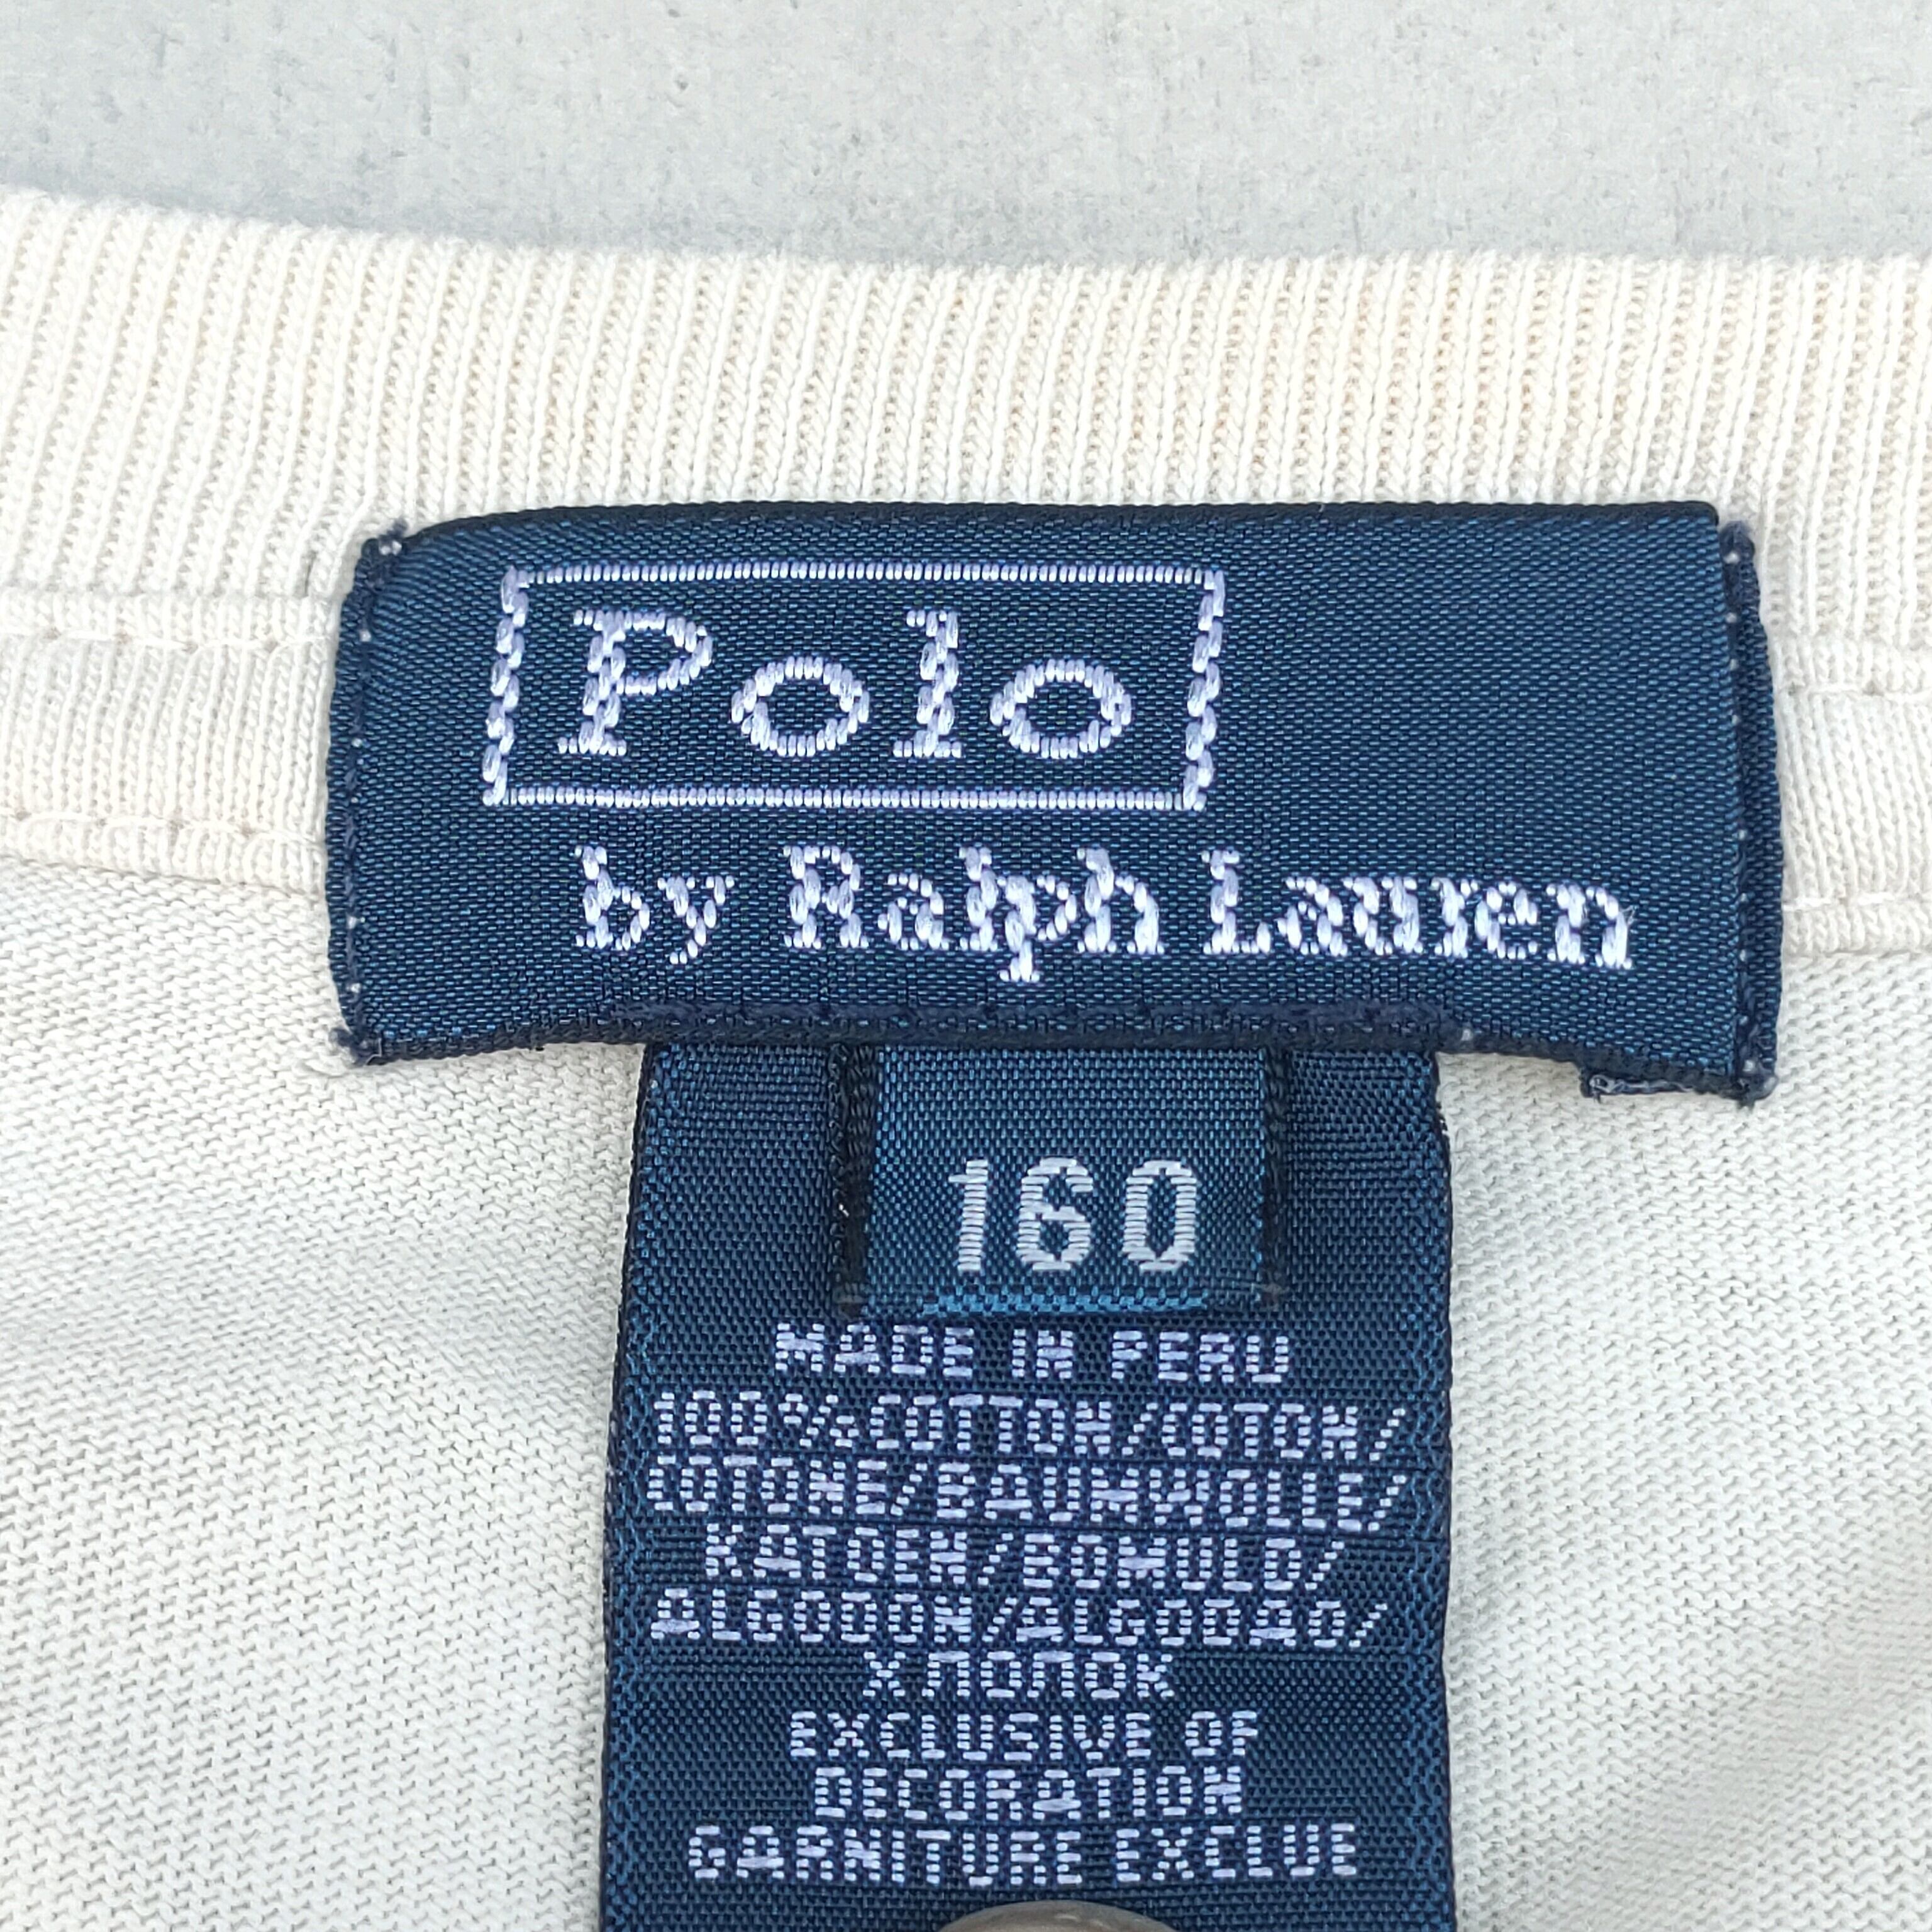 Polo
by Ralph Lauren
160
MADE IN PERU
100% COTTON/COTON/
COTONE/BAUMWOLLE/
KATOEN/BOMULD/
ALGODON/ALGODAO/
ХЛОПОК
EXCLUSIVE OF
DECORATION
GARNITURE EXCLUE